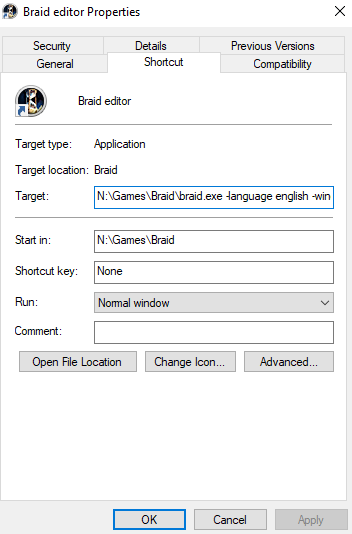 Braid editor Properties
Security Details Previous Versions
General Shortcut Compatibility
Braid editor
Target type: Application
Target location: Braid
Target: N:\Games\Braid\braid.exe -language english -win
Start in: N:\Games\Braid
Shortcut key: None
Run: Normal window
Comment:
Open File Location Change Icon... Advanced...
OK Cancel Apply